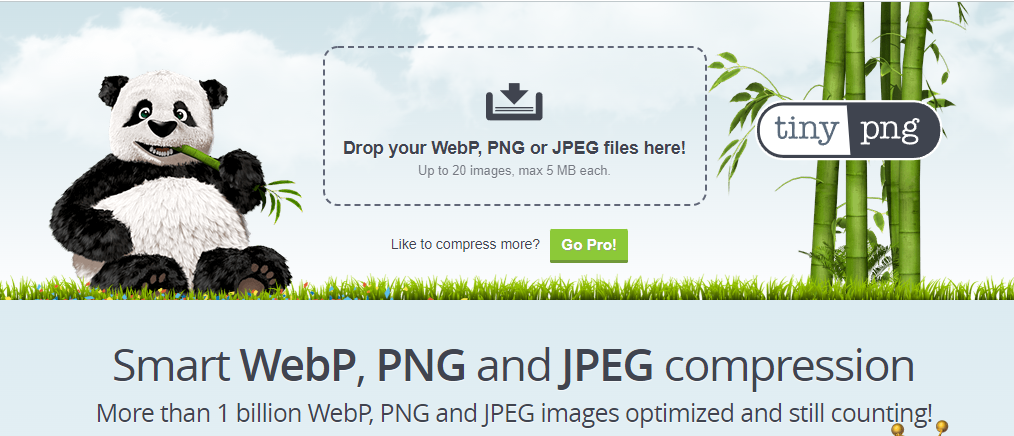 Drop your WebP, PNG or JPEG files here!
Up to 20 images, max 5 MB each.
tiny png
Like to compress more? Go Pro!
Smart WebP, PNG and JPEG compression
More than 1 billion WebP, PNG and JPEG images optimized and still counting!